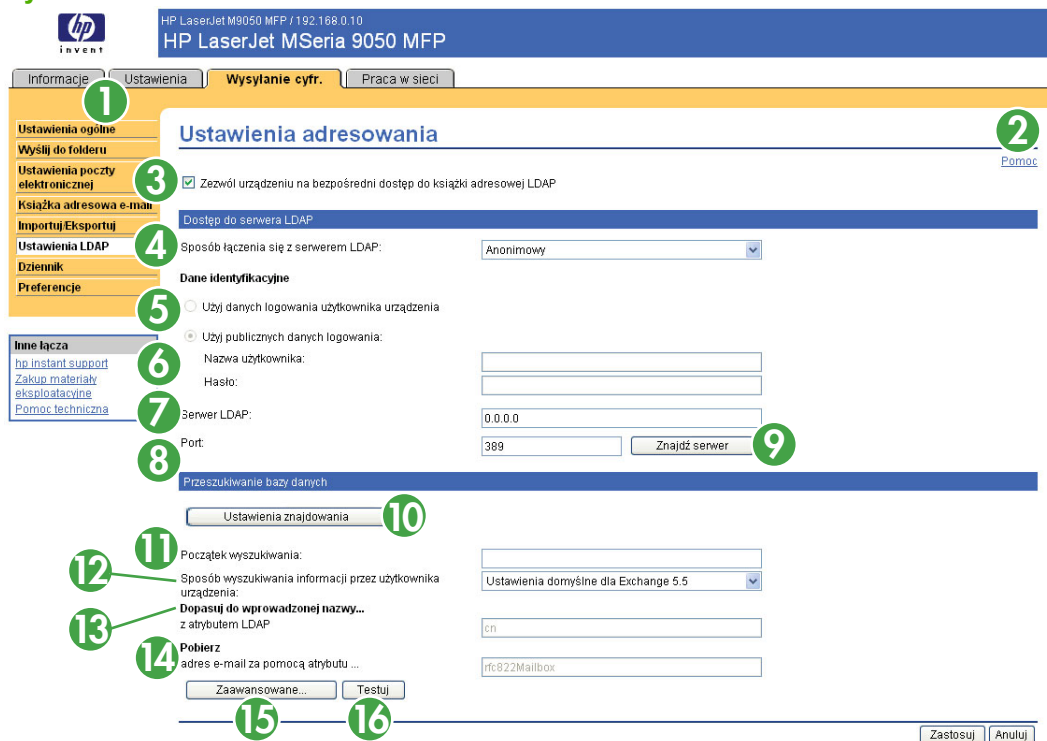 hp
invent
HP LaserJet M9050 MFP / 192.168.0.10
HP LaserJet MSeria 9050 MFP
Informacje Ustawienia Wysyłanie cyfr. Praca w sieci
1
Ustawienia ogólne
Wyślij do folderu
Ustawienia poczty
elektronicznej
Książka adresowa e-mail
Importuj/Eksportuj
Ustawienia LDAP
Dziennik
Preferencje
Inne łącza
hp instant support
Zakup materiały
eksploatacyjne
Pomoc techniczna
Ustawienia adresowania
2
Pomoc
3 Zezwól urządzeniu na bezpośredni dostęp do książki adresowej LDAP
Dostęp do serwera LDAP
4 Sposób łączenia się z serwerem LDAP: Anonimowy
Dane identyfikacyjne
5 Użyj danych logowania użytkownika urządzenia
Użyj publicznych danych logowania:
6 Nazwa użytkownika:
Hasło:
7 Serwer LDAP: 0.0.0.0
8 Port: 389 Znajdź serwer 9
Przeszukiwanie bazy danych
Ustawienia znajdowania 10
11 Początek wyszukiwania:
12 Sposób wyszukiwania informacji przez użytkownika
urządzenia: Ustawienia domyślne dla Exchange 5.5
13 Dopasuj do wprowadzonej nazwy...
z atrybutem LDAP cn
14 Pobierz
adres e-mail za pomocą atrybutu ... rfc822Mailbox
Zaawansowane... Testuj
15 16
Zastosuj Anuluj